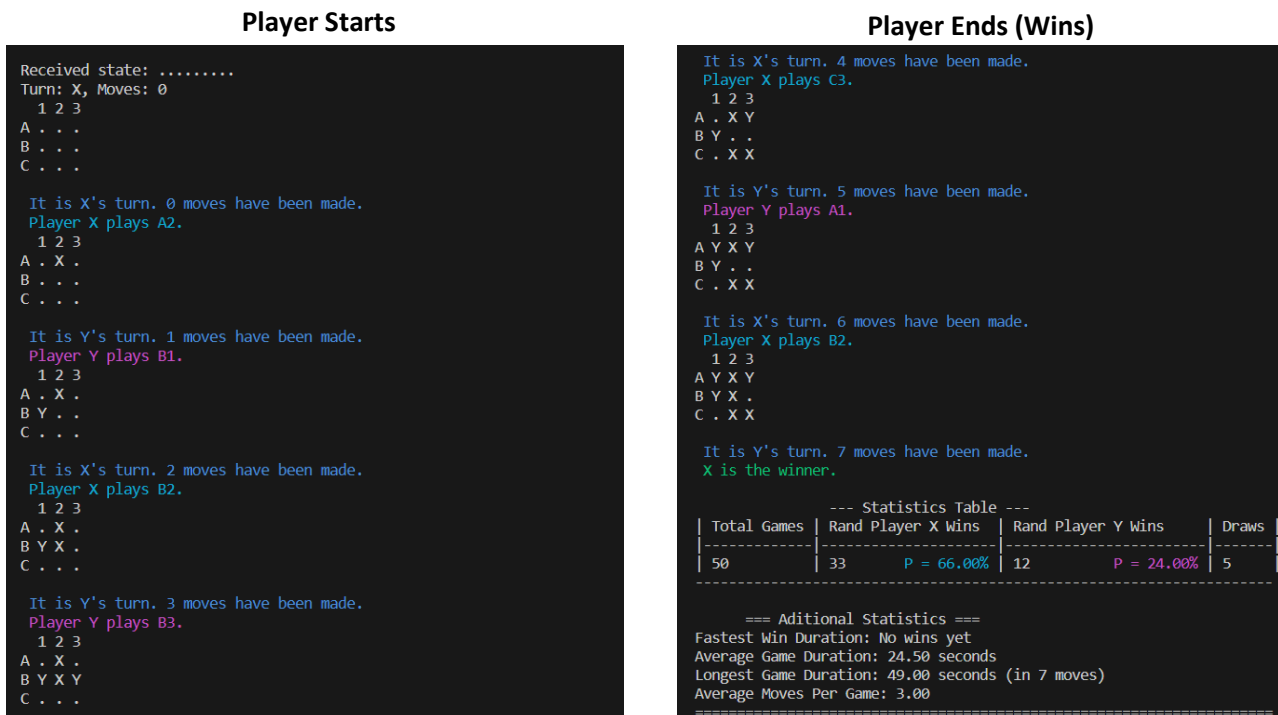 Player Starts
Received state: .........
Turn: X, Moves: 0
1 2 3
A . . .
B . . .
C . . .
It is X's turn. 0 moves have been made.
Player X plays A2.
1 2 3
A . X .
B . . .
C . . .
It is Y's turn. 1 moves have been made.
Player Y plays B1.
1 2 3
A . X .
B Y . .
C . . .
It is X's turn. 2 moves have been made.
Player X plays B2.
1 2 3
A . X .
B Y X .
C . . .
It is Y's turn. 3 moves have been made.
Player Y plays B3.
1 2 3
A . X .
B Y X Y
C . . .
Player Ends (Wins)
It is X's turn. 4 moves have been made.
Player X plays C3.
1 2 3
A . X Y
B Y . .
C . X X
It is Y's turn. 5 moves have been made.
Player Y plays A1.
1 2 3
A Y X Y
B Y . .
C . X X
It is X's turn. 6 moves have been made.
Player X plays B2.
1 2 3
A Y X Y
B Y X .
C . X X
It is Y's turn. 7 moves have been made.
X is the winner.
--- Statistics Table ---
| Total Games | Rand Player X Wins | Rand Player Y Wins | Draws |
|-------------|--------------------|----------------------|-------|
| 50 | 33 P = 66.00% | 12 P = 24.00% | 5 |
----------------------------------------------------------------------
=== Aditional Statistics ===
Fastest Win Duration: No wins yet
Average Game Duration: 24.50 seconds
Longest Game Duration: 49.00 seconds (in 7 moves)
Average Moves Per Game: 3.00
======================================================================